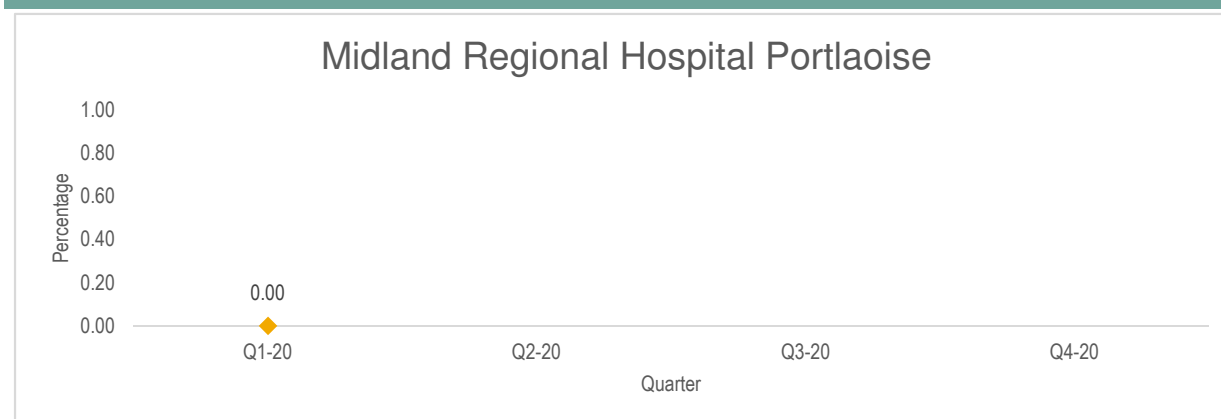 Midland Regional Hospital Portlaoise
1.00
0.80
0.60
0.40
0.20
0.00
Percentage
0.00
Q1-20 Q2-20 Q3-20 Q4-20
Quarter